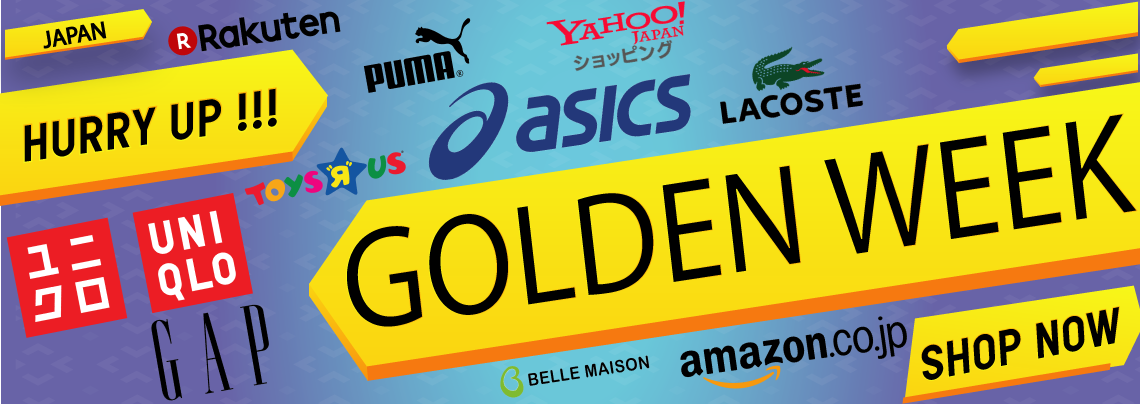 JAPAN
Rakuten
PUMA®
YAHOO!
JAPAN
ショッピング
HURRY UP !!!
asics
LACOSTE
TOYS"R"US
GOLDEN WEEK
ユニ
クロ
UNI
QLO
GAP
BELLE MAISON
amazon.co.jp
SHOP NOW